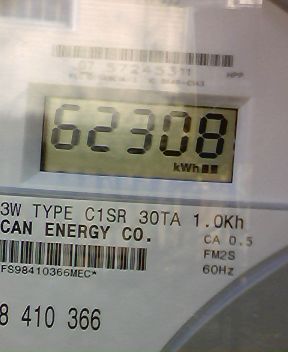 62308
kWh
3W TYPE C1SR 30TA 1.0Kh
CAN ENERGY CO.
CA 0.5
FM2S
60Hz
FS98410366MEC*
8 410 366